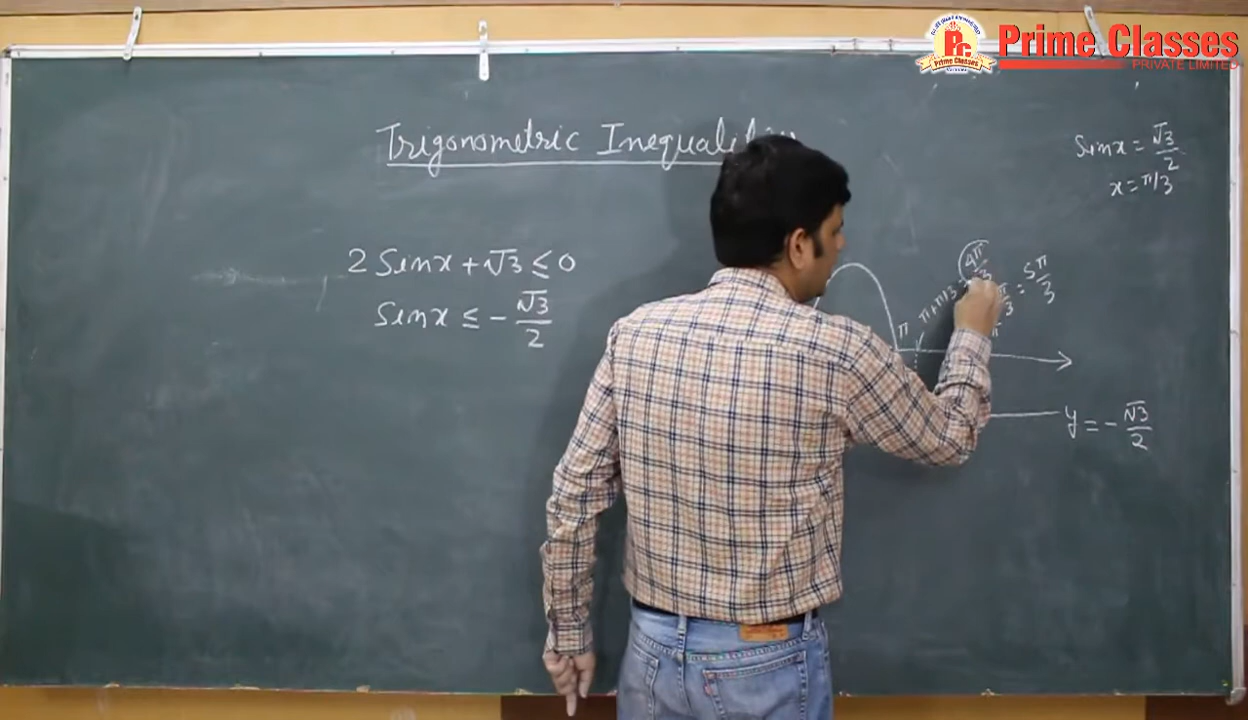 Prime Classes
PRIVATE LIMITED
Trigonometric
2 Sinx + √3 ≤ 0
Sinx ≤ - √3/2
Sinx = √3/2
x = π/3
π
π + π/3
4π/3
= 5π/3
y = - √3/2